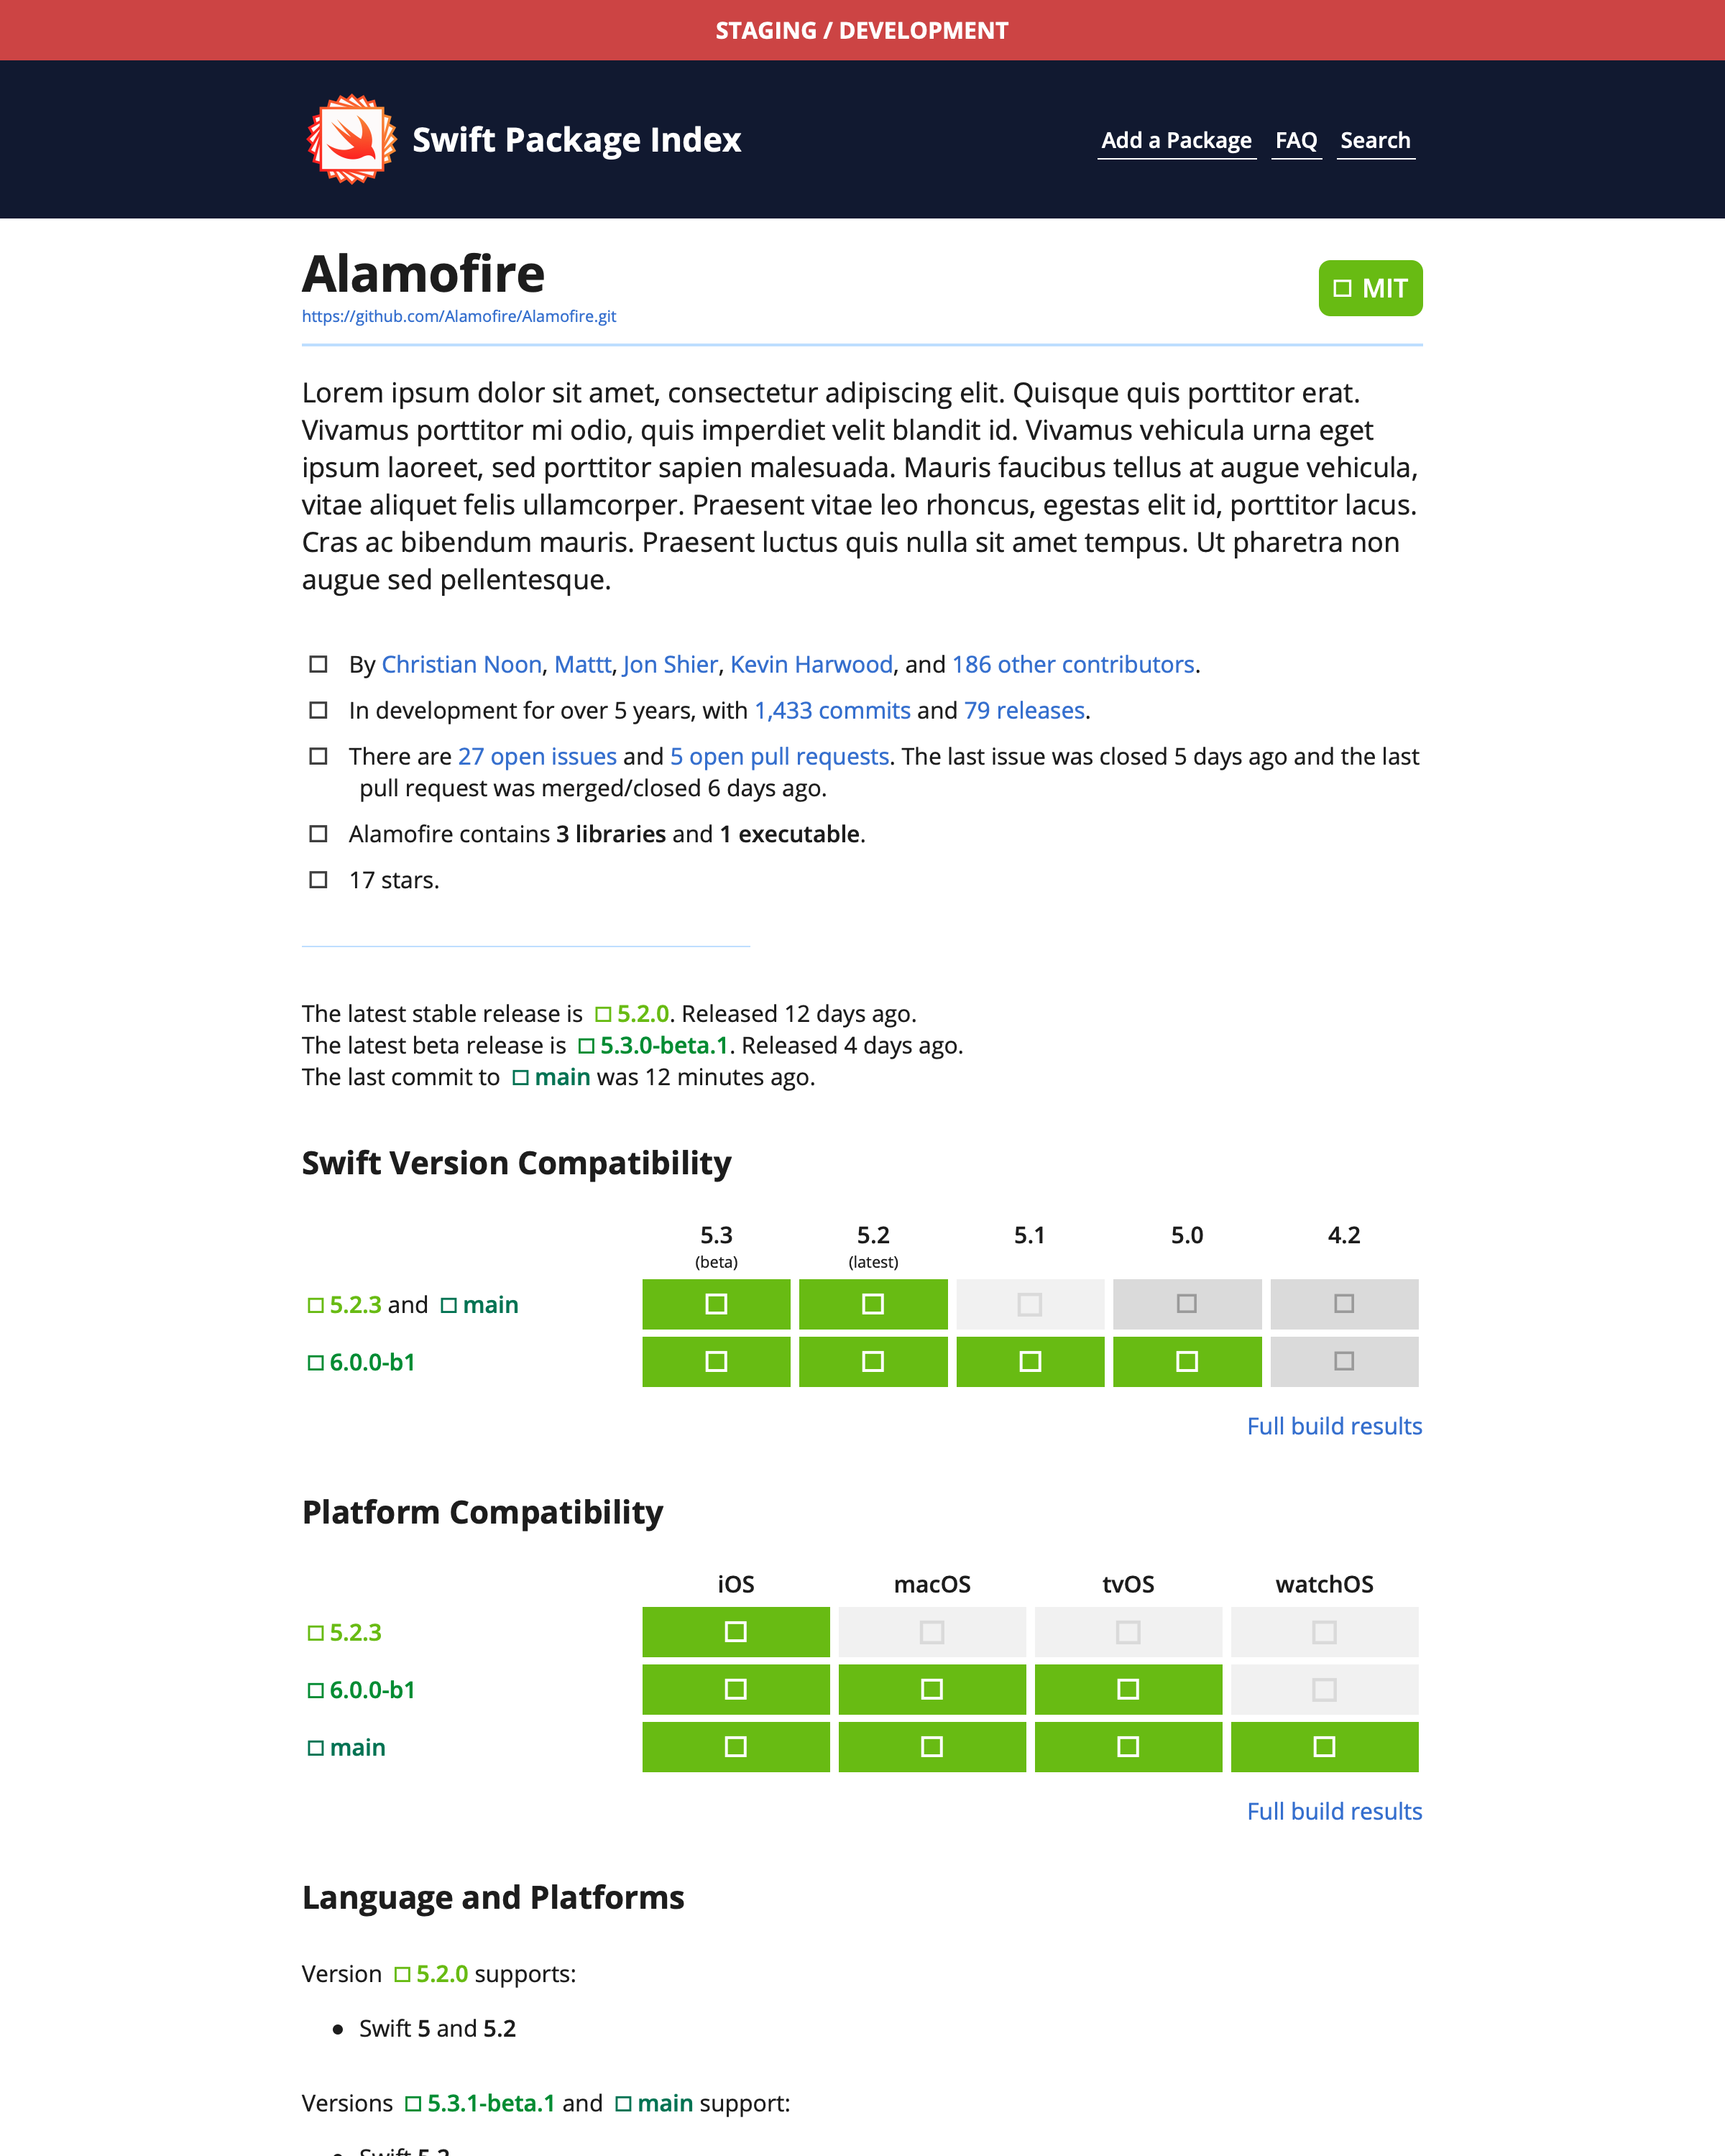 STAGING / DEVELOPMENT
Swift Package Index
Add a Package FAQ Search
Alamofire
MIT
https://github.com/Alamofire/Alamofire.git
Lorem ipsum dolor sit amet, consectetur adipiscing elit. Quisque quis porttitor erat.
Vivamus porttitor mi odio, quis imperdiet velit blandit id. Vivamus vehicula urna eget
ipsum laoreet, sed porttitor sapien malesuada. Mauris faucibus tellus at augue vehicula,
vitae aliquet felis ullamcorper. Praesent vitae leo rhoncus, egestas elit id, porttitor lacus.
Cras ac bibendum mauris. Praesent luctus quis nulla sit amet tempus. Ut pharetra non
augue sed pellentesque.
By Christian Noon, Mattt, Jon Shier, Kevin Harwood, and 186 other contributors.
In development for over 5 years, with 1,433 commits and 79 releases.
There are 27 open issues and 5 open pull requests. The last issue was closed 5 days ago and the last
pull request was merged/closed 6 days ago.
Alamofire contains 3 libraries and 1 executable.
17 stars.
The latest stable release is 5.2.0. Released 12 days ago.
The latest beta release is 5.3.0-beta.1. Released 4 days ago.
The last commit to main was 12 minutes ago.
Swift Version Compatibility
5.3 5.2 5.1 5.0 4.2
(beta) (latest)
5.2.3 and main
6.0.0-b1
Full build results
Platform Compatibility
iOS macOS tvOS watchOS
5.2.3
6.0.0-b1
main
Full build results
Language and Platforms
Version 5.2.0 supports:
Swift 5 and 5.2
Versions 5.3.1-beta.1 and main support: